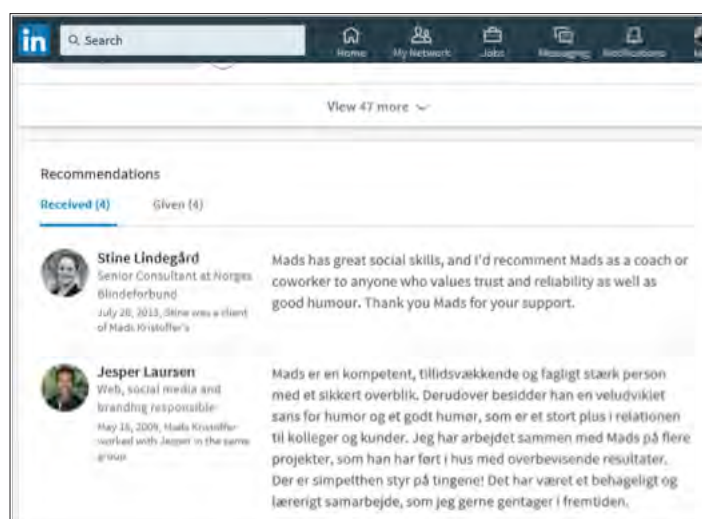 in
Search
Home
My Network
Jobs
Messaging
Notifications
View 47 more
Recommendations
Received (4)
Given (4)
Stine Lindegård
Senior Consultant at Norges
Blindeforbund
July 28, 2013, Stine was a client
of Mads Kristoffer's
Mads has great social skills, and I'd recomment Mads as a coach or
coworker to anyone who values trust and reliability as well as
good humour. Thank you Mads for your support.
Jesper Laursen
Web, social media and
branding responsible
2009, Mads Kristoffer
worked with Jesper in the same
group
Mads er en kompetent, tillidsvækkende og fagligt stærk person
med et sikkert overblik. Derudover besidder han en veludviklet
sans for humor og et godt humør, som er et stort plus i relationen
til kolleger og kunder. Jeg har arbejdet sammen med Mads på flere
projekter, som han har ført i hus med overbevisende resultater.
Der er simpelthen styr på tingene! Det har været et behageligt og
lærerigt samarbejde, som jeg gerne gentager i fremtiden.